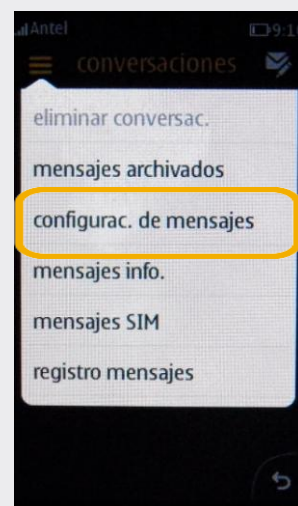 Antel 9:1
conversaciones
eliminar conversac.
mensajes archivados
configurac. de mensajes
mensajes info.
mensajes SIM
registro mensajes